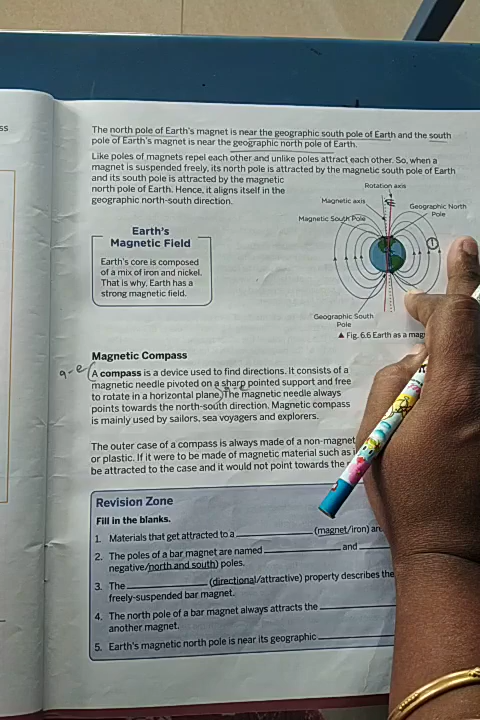 ss
The north pole of Earth's magnet is near the geographic south pole of Earth and the south
pole of Earth's magnet is near the geographic north pole of Earth.
Like poles of magnets repel each other and unlike poles attract each other. So, when a
magnet is suspended freely, its north pole is attracted by the magnetic south pole of Earth
and its south pole is attracted by the magnetic
north pole of Earth. Hence, it aligns itself in the
geographic north-south direction.
Rotation axis
Magnetic axis
Geographic North
Pole
Magnetic South Pole
Earth's
Magnetic Field
Earth's core is composed
of a mix of iron and nickel.
That is why, Earth has a
strong magnetic field.
Geographic South
Pole
▲ Fig. 6.6 Earth as a mag
Magnetic Compass
A compass is a device used to find directions. It consists of a
magnetic needle pivoted on a sharp pointed support and free
to rotate in a horizontal plane. The magnetic needle always
points towards the north-south direction. Magnetic compass
is mainly used by sailors, sea voyagers and explorers.
The outer case of a compass is always made of a non-magnet
or plastic. If it were to be made of magnetic material such as
be attracted to the case and it would not point towards the
Revision Zone
Fill in the blanks.
1. Materials that get attracted to a ____________ (magnet/iron) are
2. The poles of a bar magnet are named ____________ and ____
negative/north and south) poles.
3. The ____________ (directional/attractive) property describes the
freely-suspended bar magnet.
4. The north pole of a bar magnet always attracts the ____________
another magnet.
5. Earth's magnetic north pole is near its geographic ____________